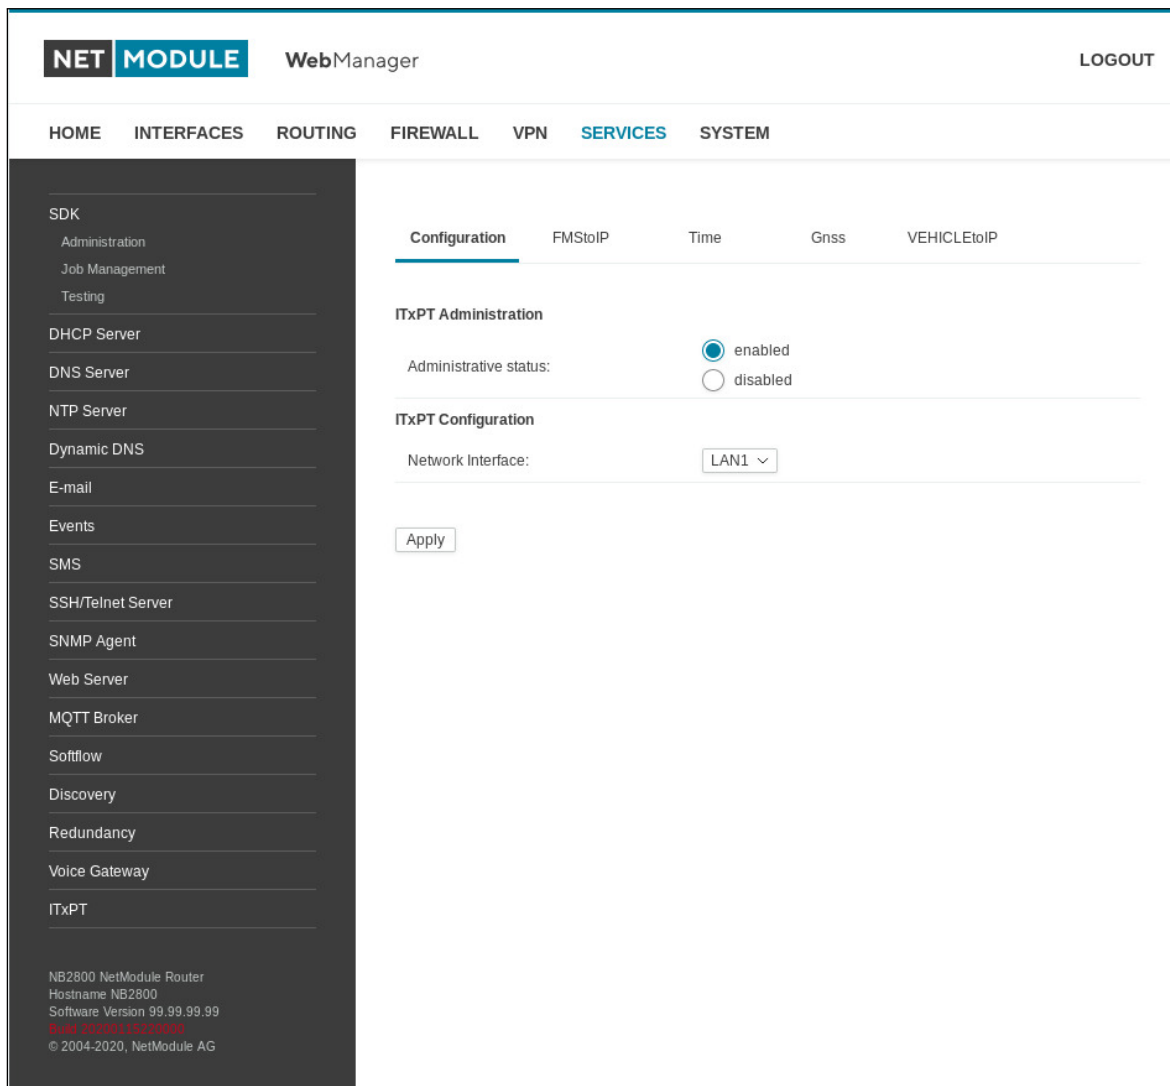 NET MODULE WebManager LOGOUT
HOME INTERFACES ROUTING FIREWALL VPN SERVICES SYSTEM
SDK
Administration
Job Management
Testing
DHCP Server
DNS Server
NTP Server
Dynamic DNS
E-mail
Events
SMS
SSH/Telnet Server
SNMP Agent
Web Server
MQTT Broker
Softflow
Discovery
Redundancy
Voice Gateway
ITxPT
NB2800 NetModule Router
Hostname NB2800
Software Version 99.99.99.99
Build
© 2004-2020, NetModule AG
Configuration FMStoIP Time Gnss VEHICLEtoIP
ITxPT Administration
Administrative status:
enabled
disabled
ITxPT Configuration
Network Interface: LAN1
Apply